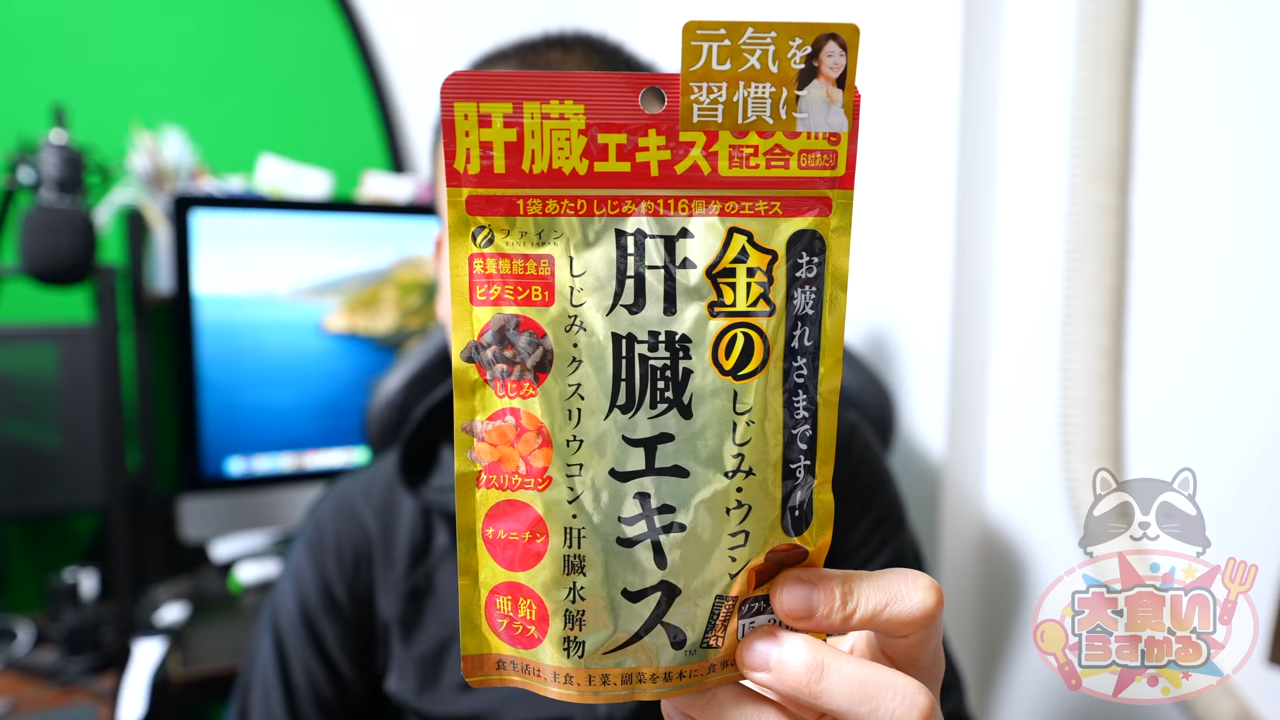 元気を
習慣に
肝臓エキス
配合
6粒あたり
1袋あたりしじみ約116個分のエキス
ファイン
FINE JAPAN
栄養機能食品
ビタミンB1
しじみ
クスリウコン
オルニチン
亜鉛
プラス
お疲れさまです!
金の
しじみ・ウコン
肝臓エキス
TM
しじみ・クスリウコン・肝臓水解物
食生活は、主食、主菜、副菜を基本に、食事の
大食い
らすかる